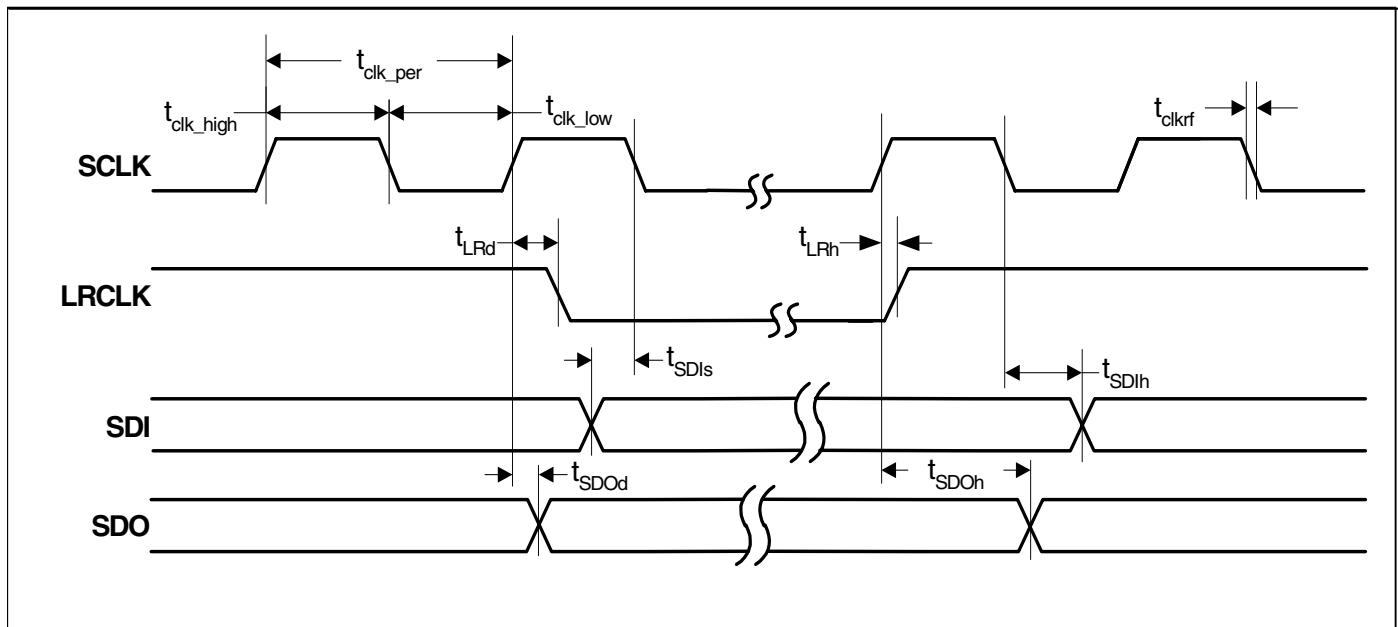 t_clk_per
t_clk_high
t_clk_low
t_clkrf
SCLK
t_LRd
t_LRh
LRCLK
t_SDIs
t_SDIh
SDI
t_SDOd
t_SDOh
SDO